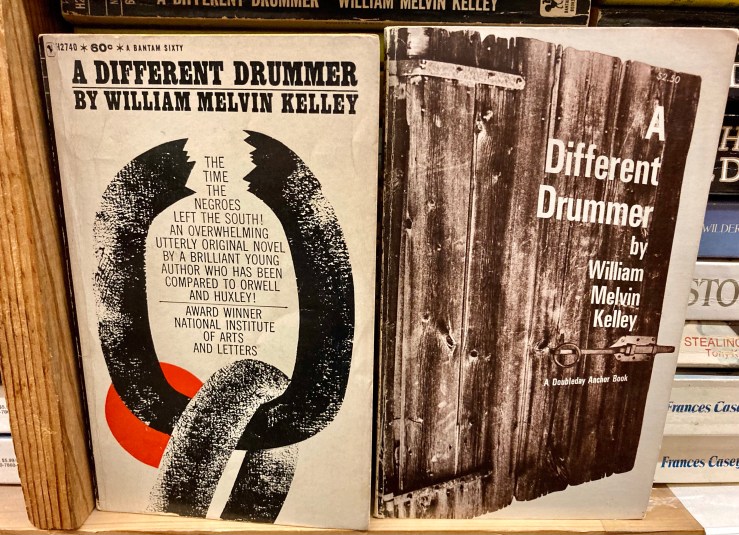 A DIFFERENT DRUMMER WILLIAM MELVIN KELLEY
H2740 * 60c * A BANTAM SIXTY
A DIFFERENT DRUMMER
BY WILLIAM MELVIN KELLEY
THE
TIME
THE
NEGROES
LEFT THE SOUTH!
AN OVERWHELMING
UTTERLY ORIGINAL NOVEL
BY A BRILLIANT YOUNG
AUTHOR WHO HAS BEEN
COMPARED TO ORWELL
AND HUXLEY!
AWARD WINNER
NATIONAL INSTITUTE
OF ARTS
AND LETTERS
$2.50
A
Different
Drummer
by
William
Melvin
Kelley
A Doubleday Anchor Book
WILDER
STO
STEALING
Frances Case
Frances Casey